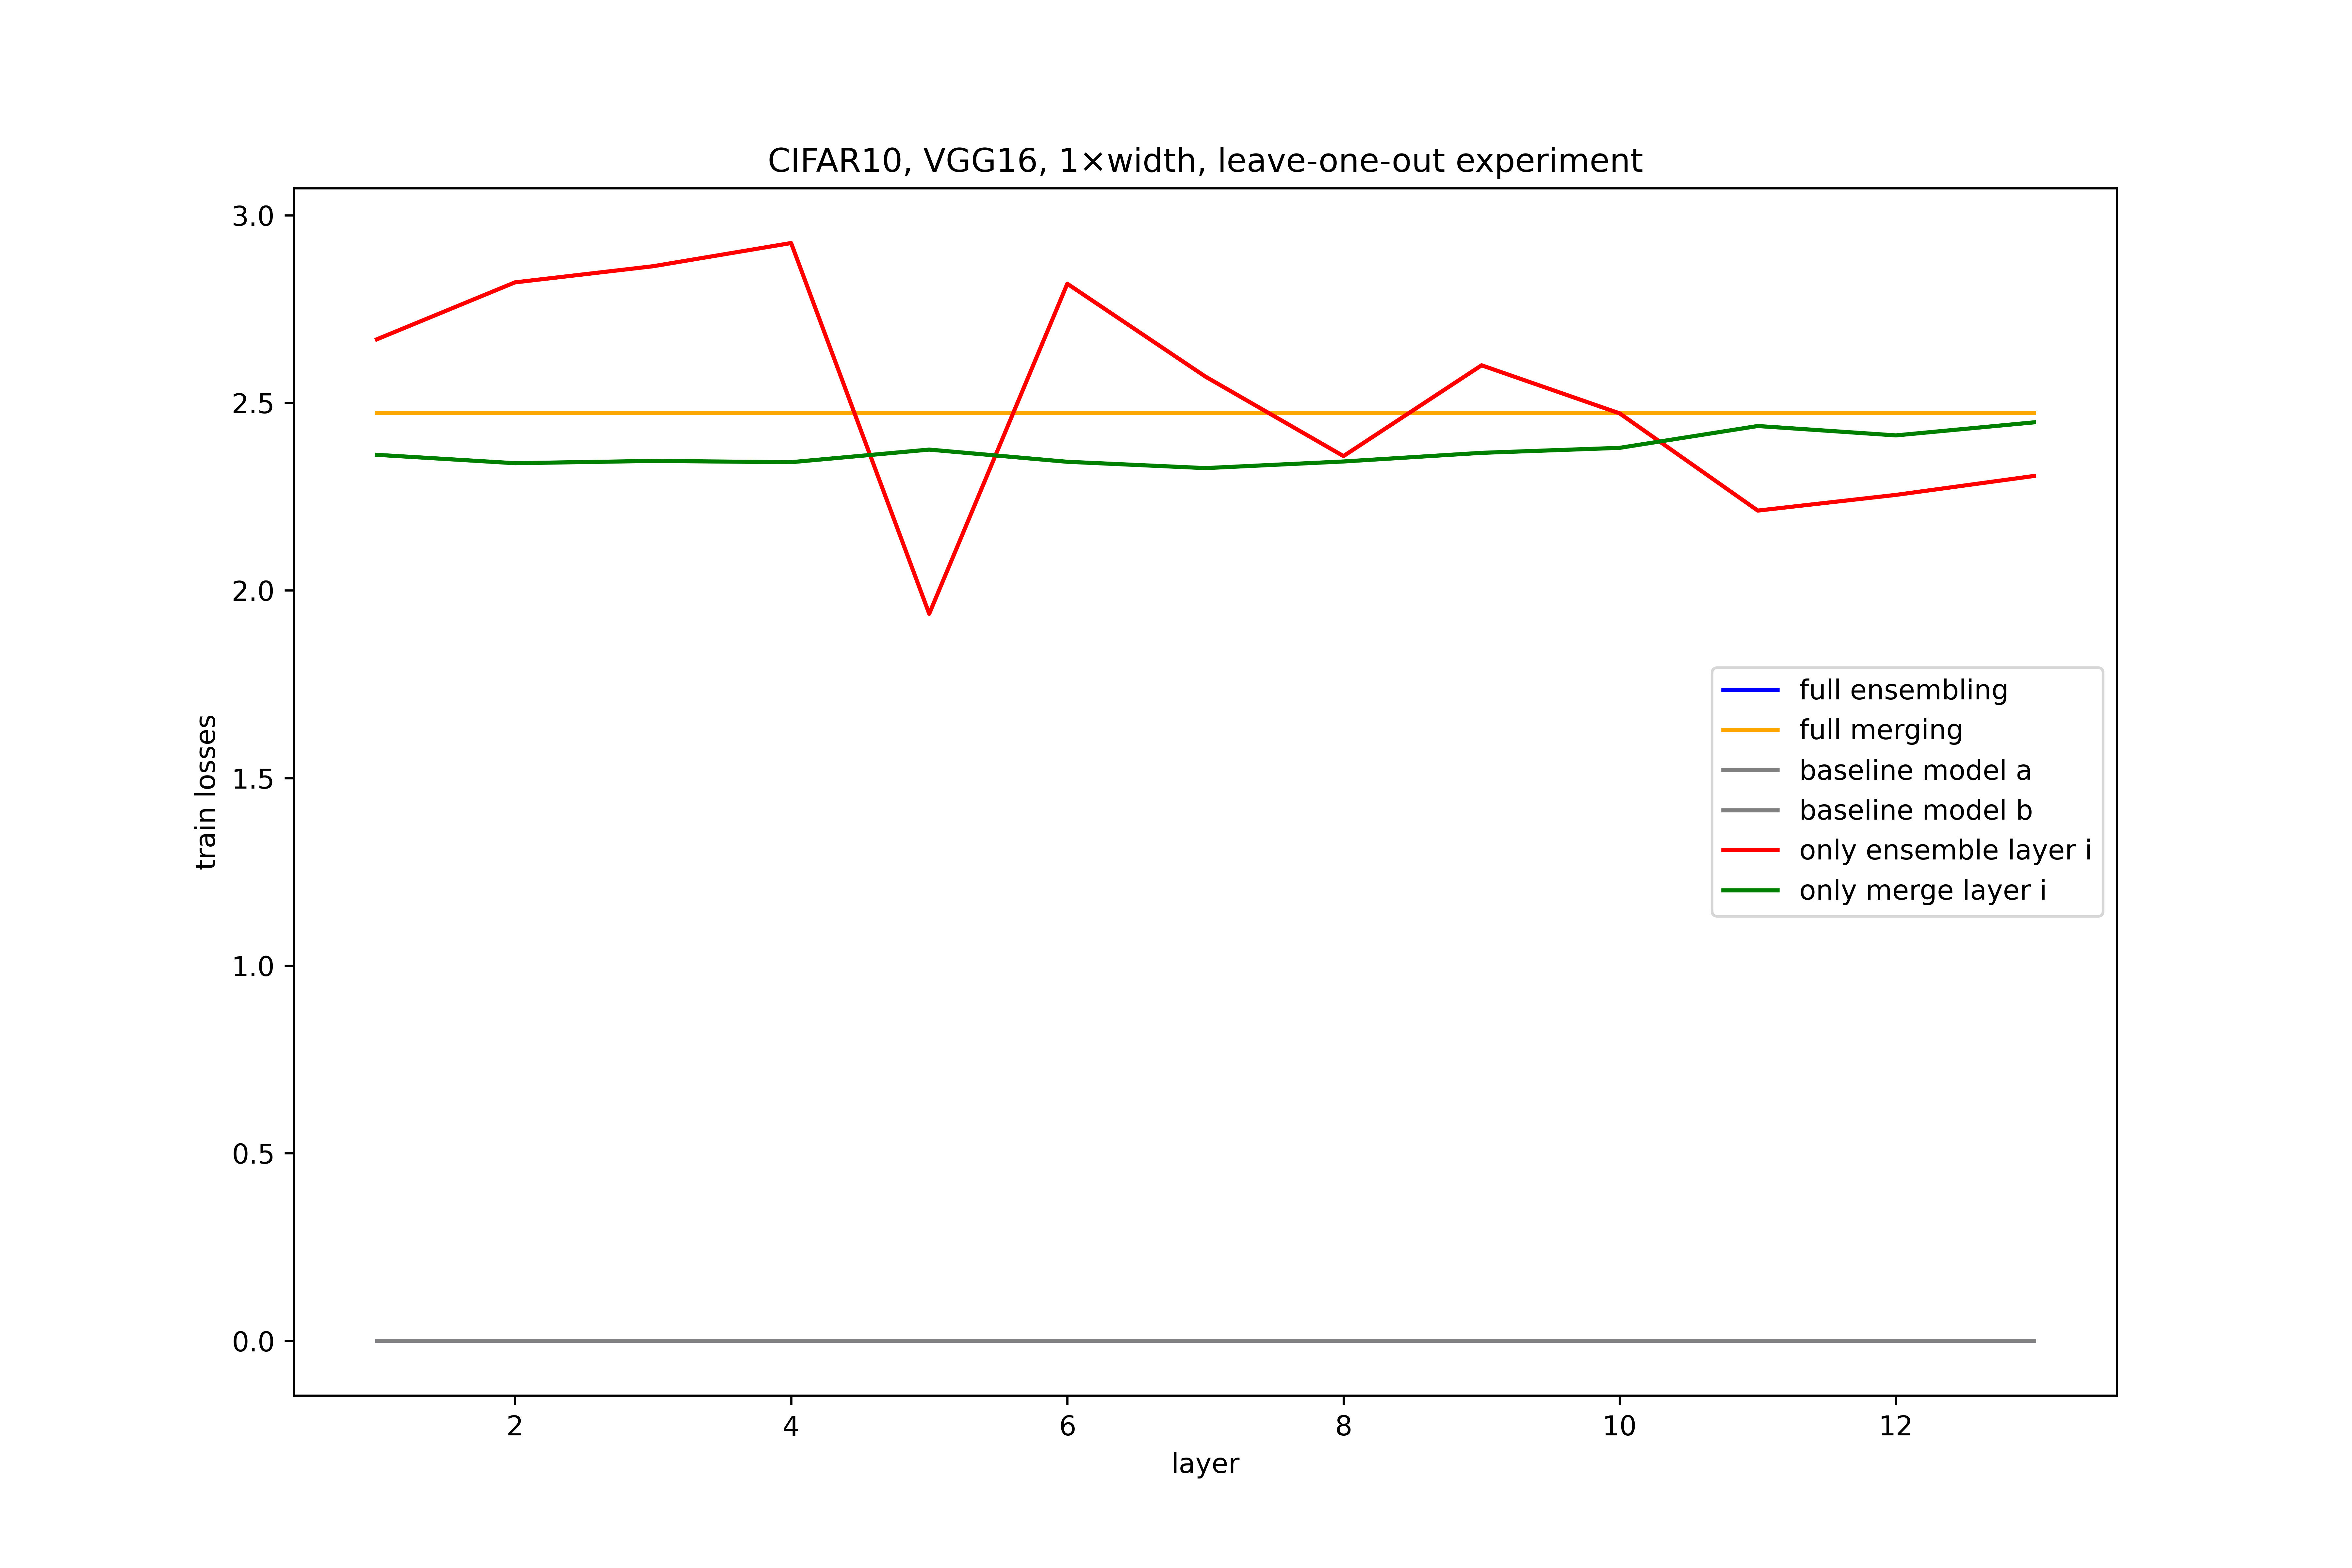 CIFAR10, VGG16, 1×width, leave-one-out experiment
3.0
2.5
2.0
1.5
1.0
0.5
0.0
train losses
full ensembling
full merging
baseline model a
baseline model b
only ensemble layer i
only merge layer i
2 4 6 8 10 12
layer